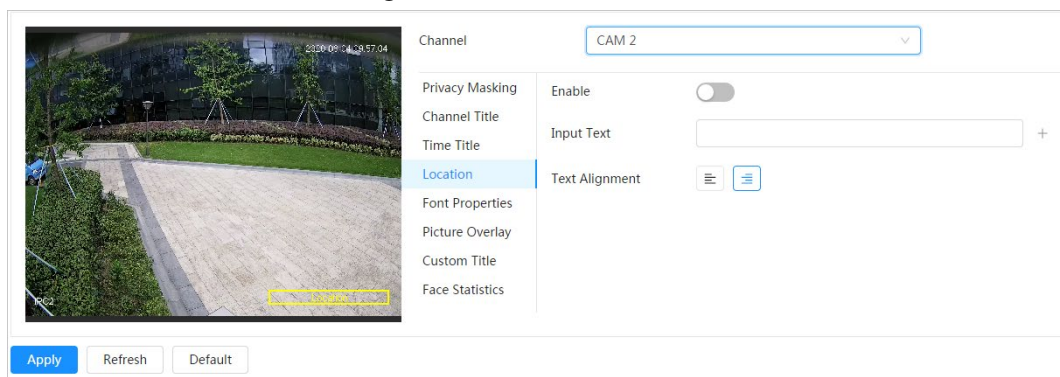 2020-09-04 09:57:04
IPC2
Location
Channel
CAM 2
Privacy Masking
Channel Title
Time Title
Location
Font Properties
Picture Overlay
Custom Title
Face Statistics
Enable
Input Text
+
Text Alignment
Apply
Refresh
Default